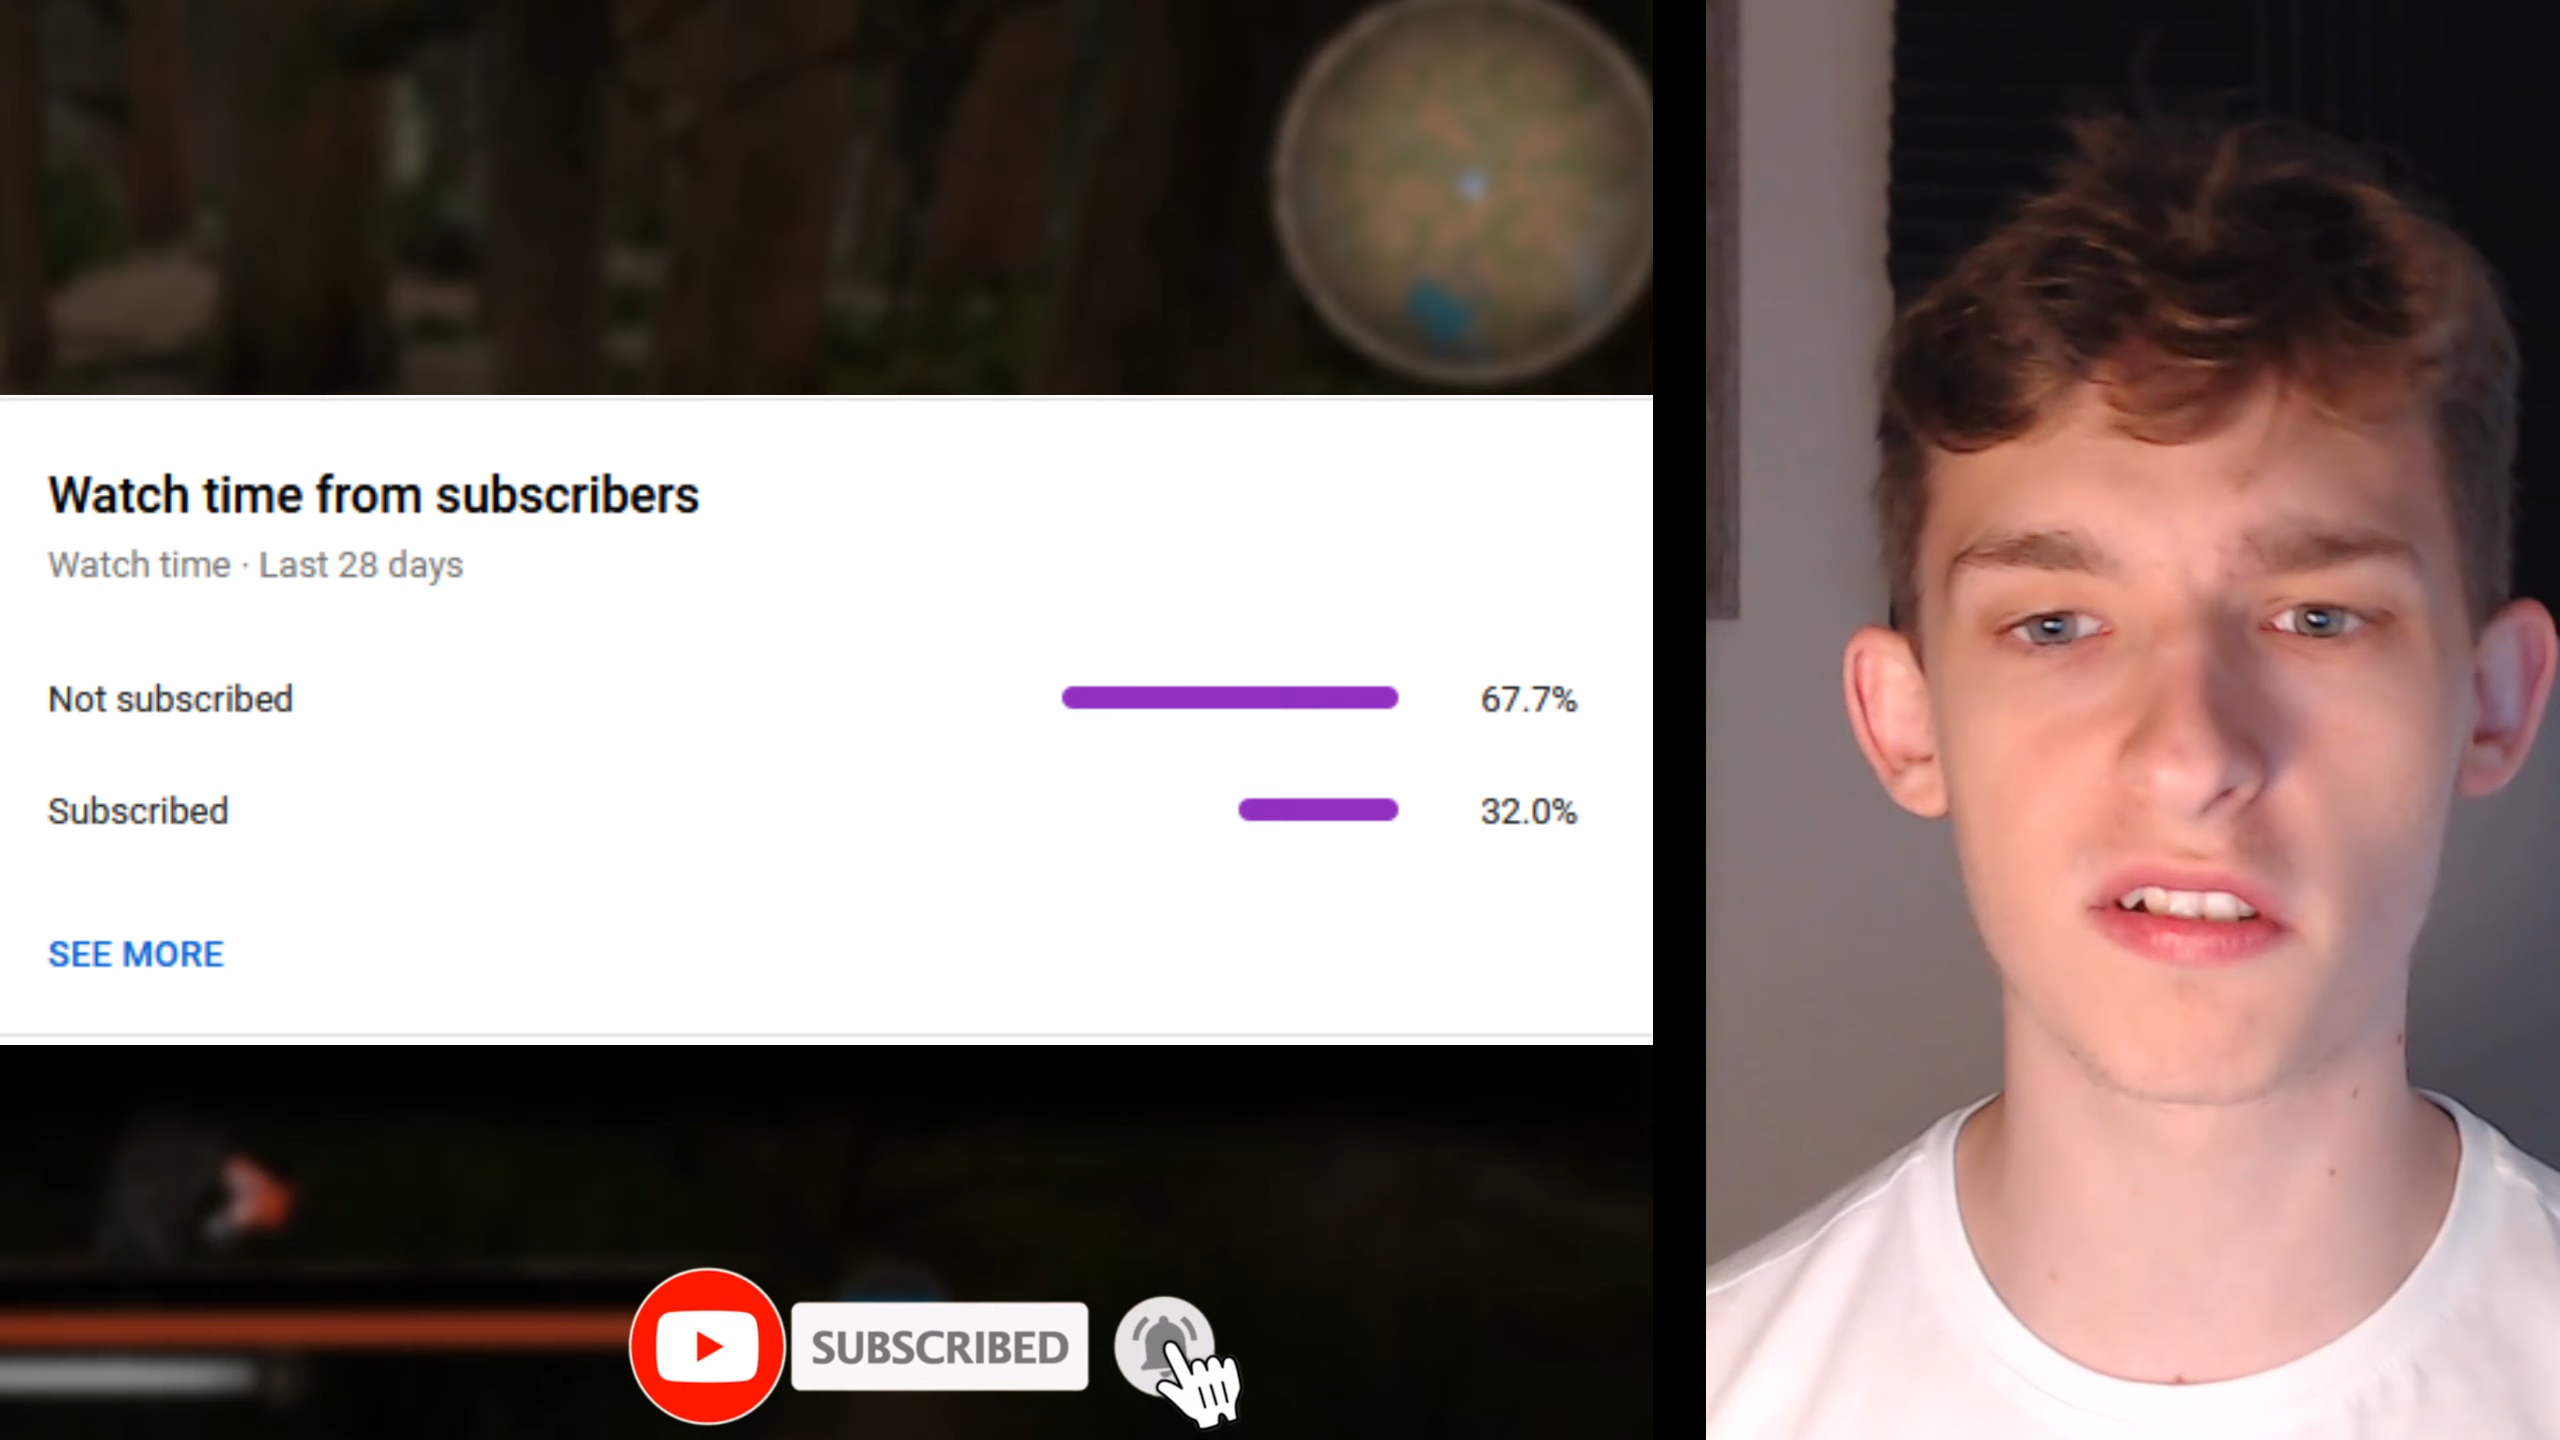 Watch time from subscribers
Watch time · Last 28 days
Not subscribed 67.7%
Subscribed 32.0%
SEE MORE
SUBSCRIBED